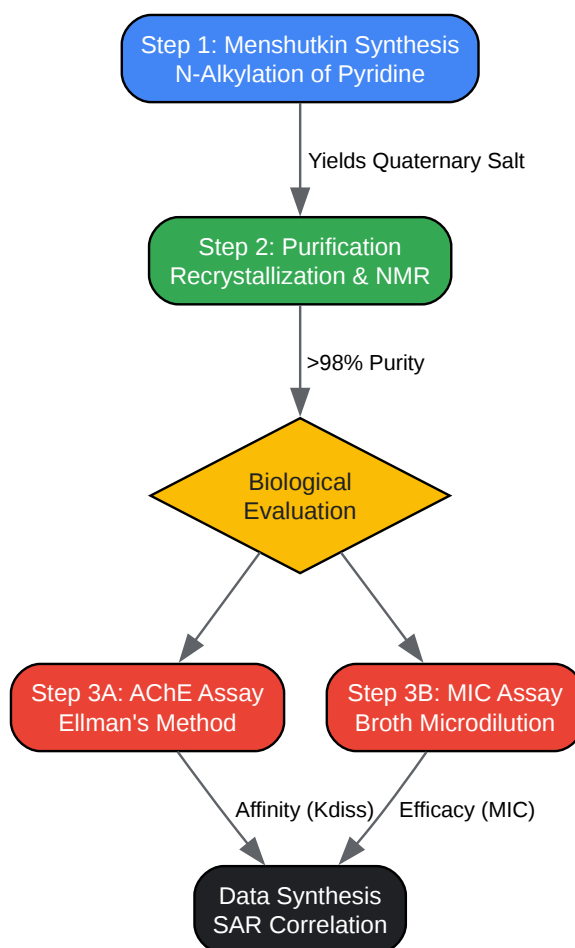 Step 1: Menshutkin Synthesis
N-Alkylation of Pyridine
Yields Quaternary Salt
Step 2: Purification
Recrystallization & NMR
>98% Purity
Biological
Evaluation
Step 3A: AChE Assay
Ellman's Method
Step 3B: MIC Assay
Broth Microdilution
Affinity (Kdiss)
Efficacy (MIC)
Data Synthesis
SAR Correlation